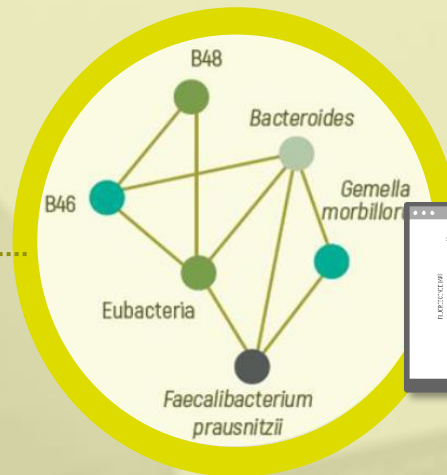 B48
Bacteroides
Gemella
B46
Eubacteria
Faecalibacterium
prausnitzii